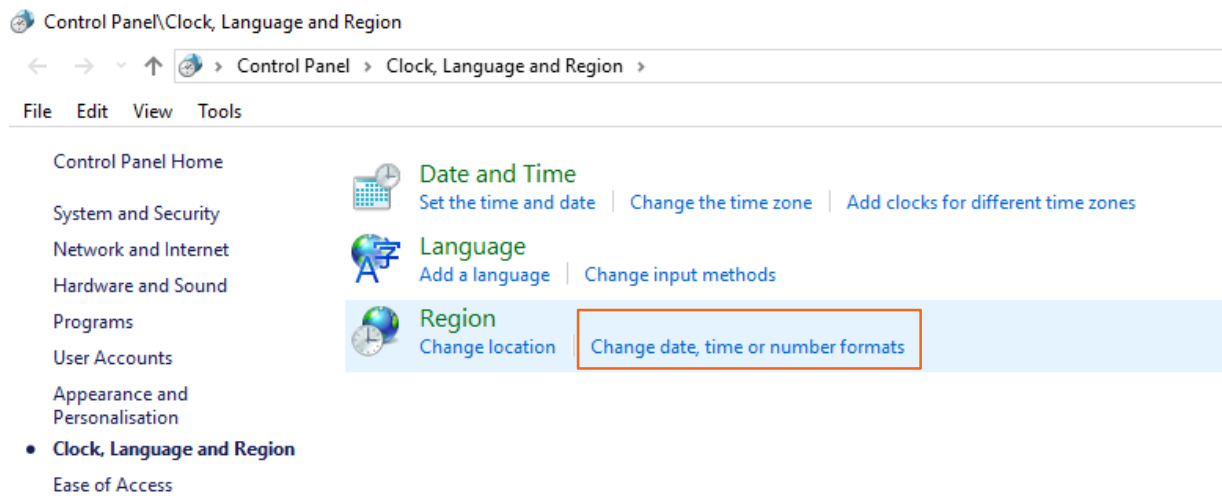 Control Panel\Clock, Language and Region
Control Panel > Clock, Language and Region >
File Edit View Tools
Control Panel Home
System and Security
Network and Internet
Hardware and Sound
Programs
User Accounts
Appearance and
Personalisation
Clock, Language and Region
Ease of Access
Date and Time
Set the time and date Change the time zone Add clocks for different time zones
Language
Add a language Change input methods
Region
Change location Change date, time or number formats